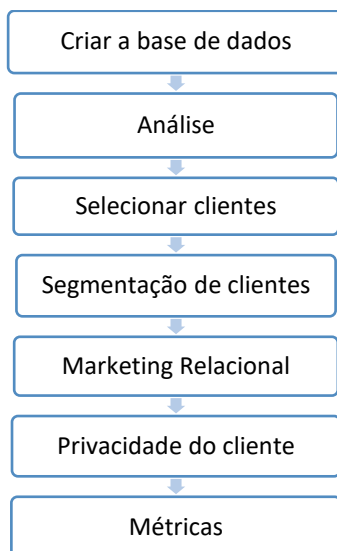 Criar a base de dados
Análise
Selecionar clientes
Segmentação de clientes
Marketing Relacional
Privacidade do cliente
Métricas